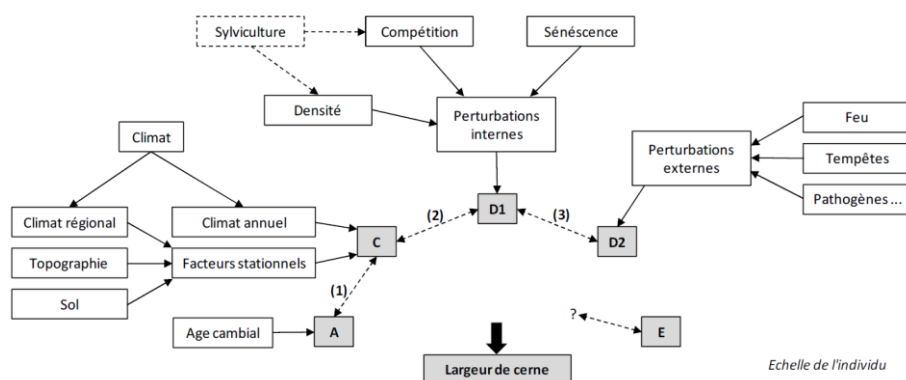 Sylviculture
Compétition
Sénéscence
Densité
Perturbations
internes
Feu
Climat
Perturbations
externes
Tempêtes
Pathogènes ...
Climat régional
Climat annuel
(2)
D1
(3)
C
D2
Topographie
Facteurs stationnels
Sol
(1)
Age cambial
A
?
E
Largeur de cerne
Echelle de l'individu